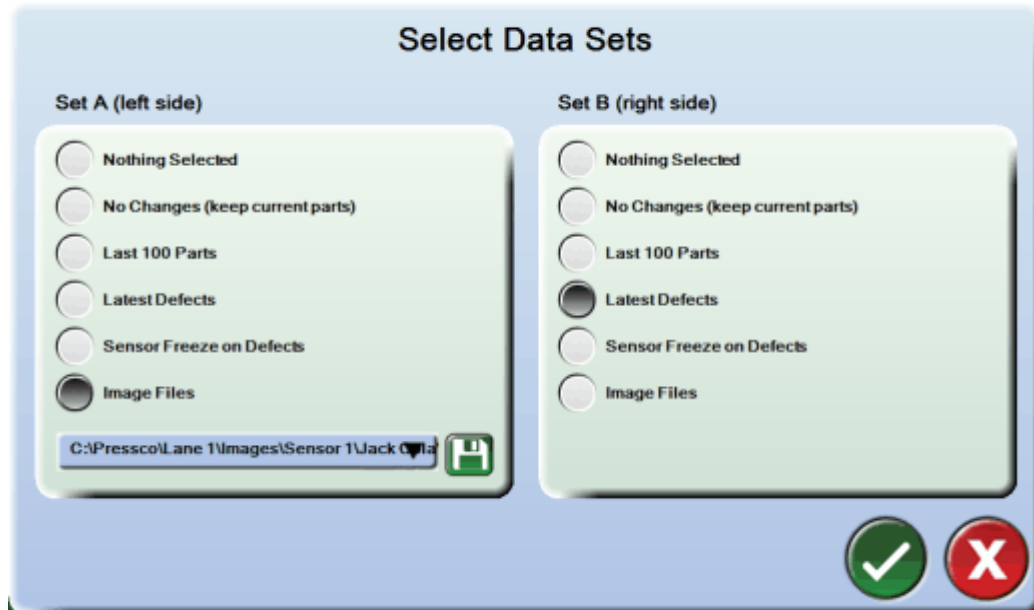 Select Data Sets
Set A (left side)
Nothing Selected
No Changes (keep current parts)
Last 100 Parts
Latest Defects
Sensor Freeze on Defects
Image Files
C:\Pressco\Lane 1\Images\Sensor 1\Jack
Set B (right side)
Nothing Selected
No Changes (keep current parts)
Last 100 Parts
Latest Defects
Sensor Freeze on Defects
Image Files